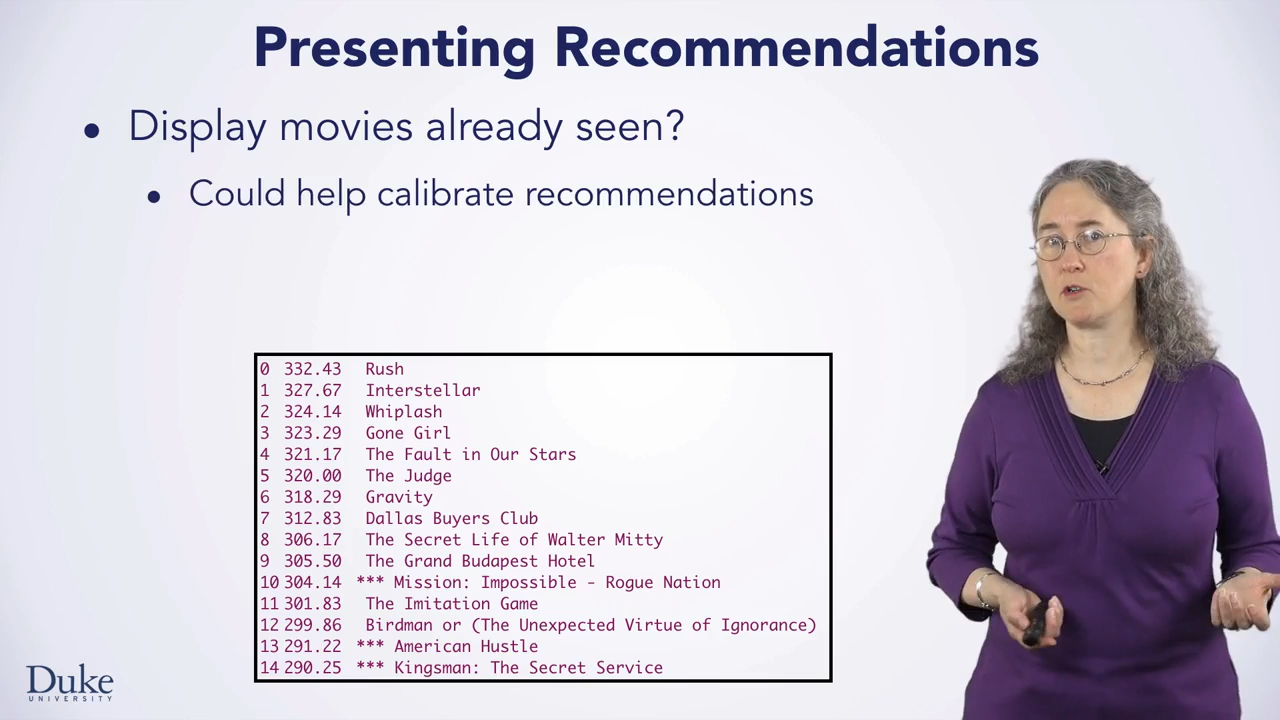 Presenting Recommendations
• Display movies already seen?
• Could help calibrate recommendations
0 332.43 Rush
1 327.67 Interstellar
2 324.14 Whiplash
3 323.29 Gone Girl
4 321.17 The Fault in Our Stars
5 320.00 The Judge
6 318.29 Gravity
7 312.83 Dallas Buyers Club
8 306.17 The Secret Life of Walter Mitty
9 305.50 The Grand Budapest Hotel
10 304.14 *** Mission: Impossible - Rogue Nation
11 301.83 The Imitation Game
12 299.86 Birdman or (The Unexpected Virtue of Ignorance)
13 291.22 *** American Hustle
14 290.25 *** Kingsman: The Secret Service
Duke
UNIVERSITY